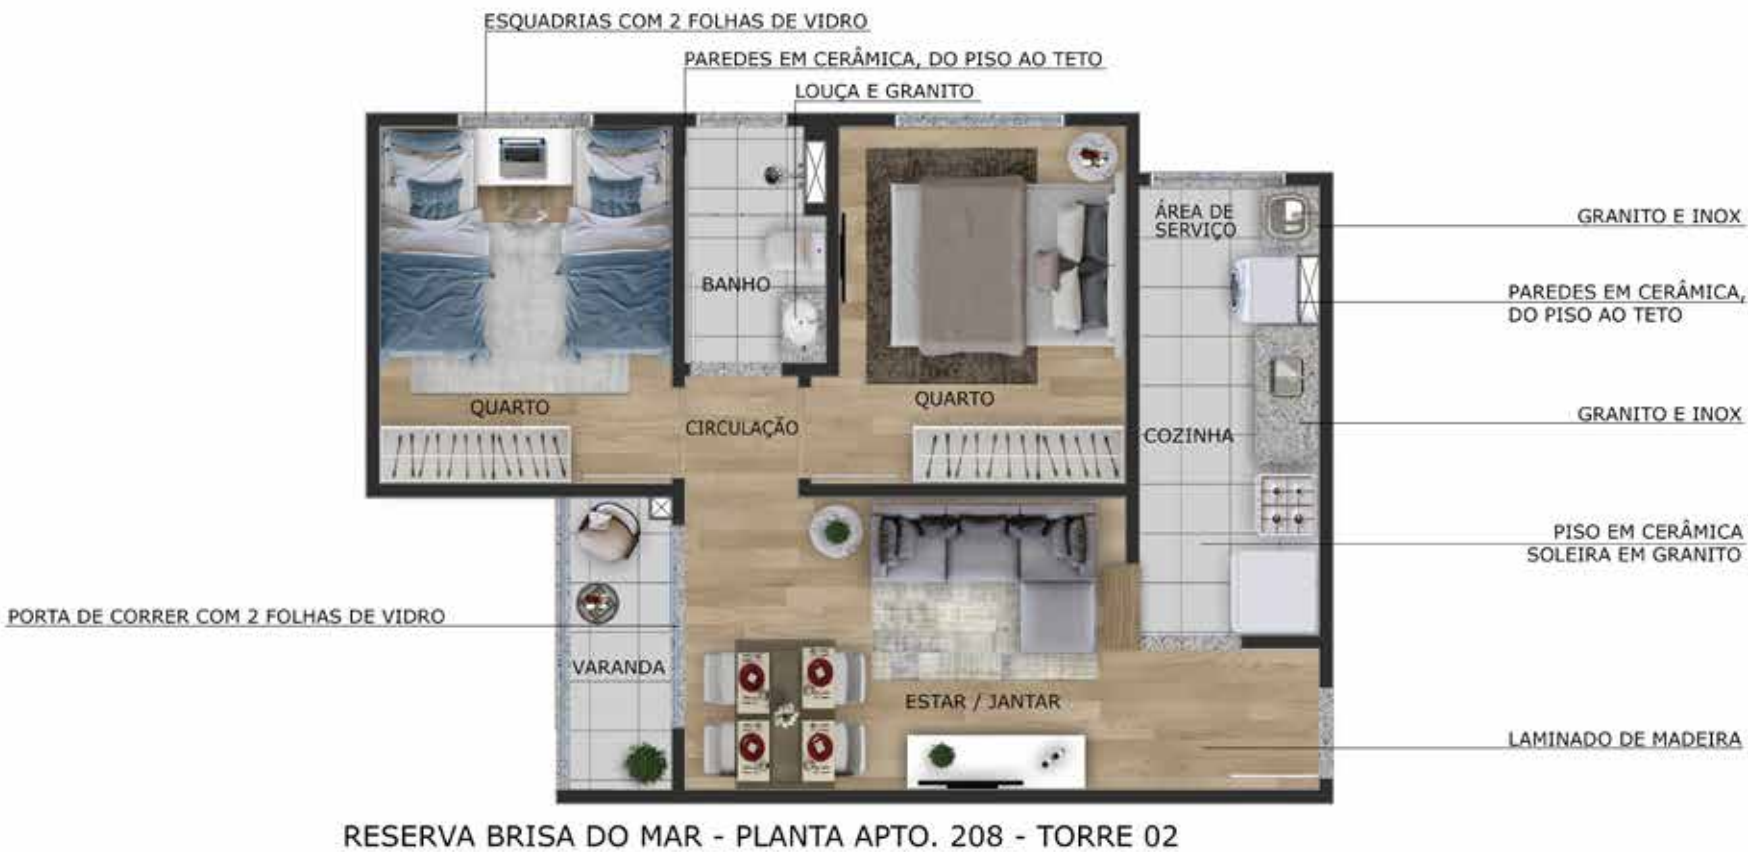 ESQUADRIAS COM 2 FOLHAS DE VIDRO
PAREDES EM CERÂMICA, DO PISO AO TETO
LOUÇA E GRANITO
ÁREA DE
SERVIÇO
GRANITO E INOX
BANHO
PAREDES EM CERÂMICA,
DO PISO AO TETO
QUARTO
QUARTO
CIRCULAÇÃO
COZINHA
GRANITO E INOX
PISO EM CERÂMICA
SOLEIRA EM GRANITO
PORTA DE CORRER COM 2 FOLHAS DE VIDRO
VARANDA
ESTAR / JANTAR
LAMINADO DE MADEIRA
RESERVA BRISA DO MAR - PLANTA APTO. 208 - TORRE 02